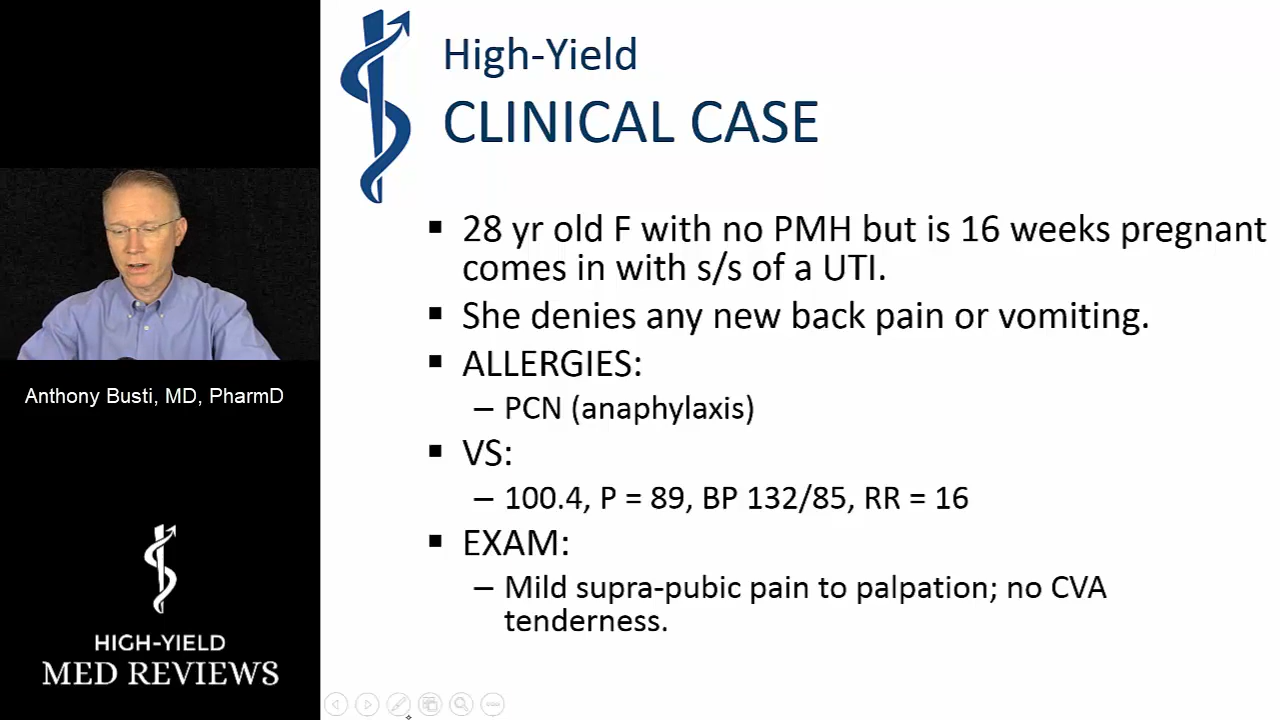 High-Yield
CLINICAL CASE
▪ 28 yr old F with no PMH but is 16 weeks pregnant
comes in with s/s of a UTI.
▪ She denies any new back pain or vomiting.
▪ ALLERGIES:
– PCN (anaphylaxis)
▪ VS:
– 100.4, P = 89, BP 132/85, RR = 16
▪ EXAM:
– Mild supra-pubic pain to palpation; no CVA
tenderness.
Anthony Busti, MD, PharmD
HIGH-YIELD
MED REVIEWS